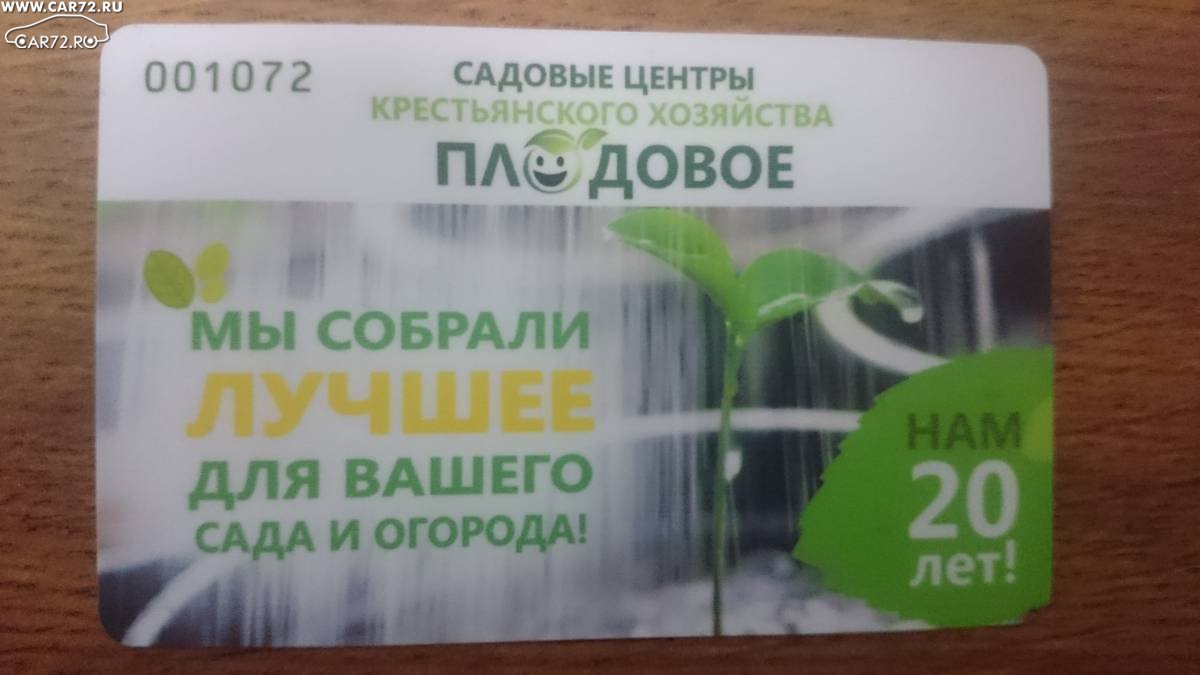 WWW.CAR72.RU
CAR72.RU
001072
САДОВЫЕ ЦЕНТРЫ
КРЕСТЬЯНСКОГО ХОЗЯЙСТВА
ПЛОДОВОЕ
МЫ СОБРАЛИ
ЛУЧШЕЕ
ДЛЯ ВАШЕГО
САДА И ОГОРОДА!
НАМ
20
лет!